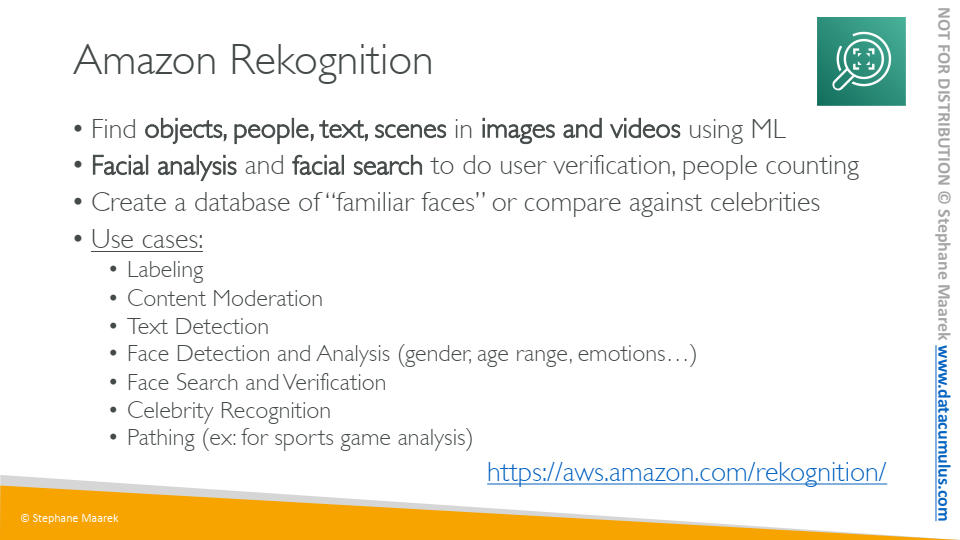 Amazon Rekognition
• Find objects, people, text, scenes in images and videos using ML
• Facial analysis and facial search to do user verification, people counting
• Create a database of “familiar faces” or compare against celebrities
• Use cases:
• Labeling
• Content Moderation
• Text Detection
• Face Detection and Analysis (gender, age range, emotions…)
• Face Search and Verification
• Celebrity Recognition
• Pathing (ex: for sports game analysis)
https://aws.amazon.com/rekognition/
© Stephane Maarek
NOT FOR DISTRIBUTION © Stephane Maarek www.datacumulus.com